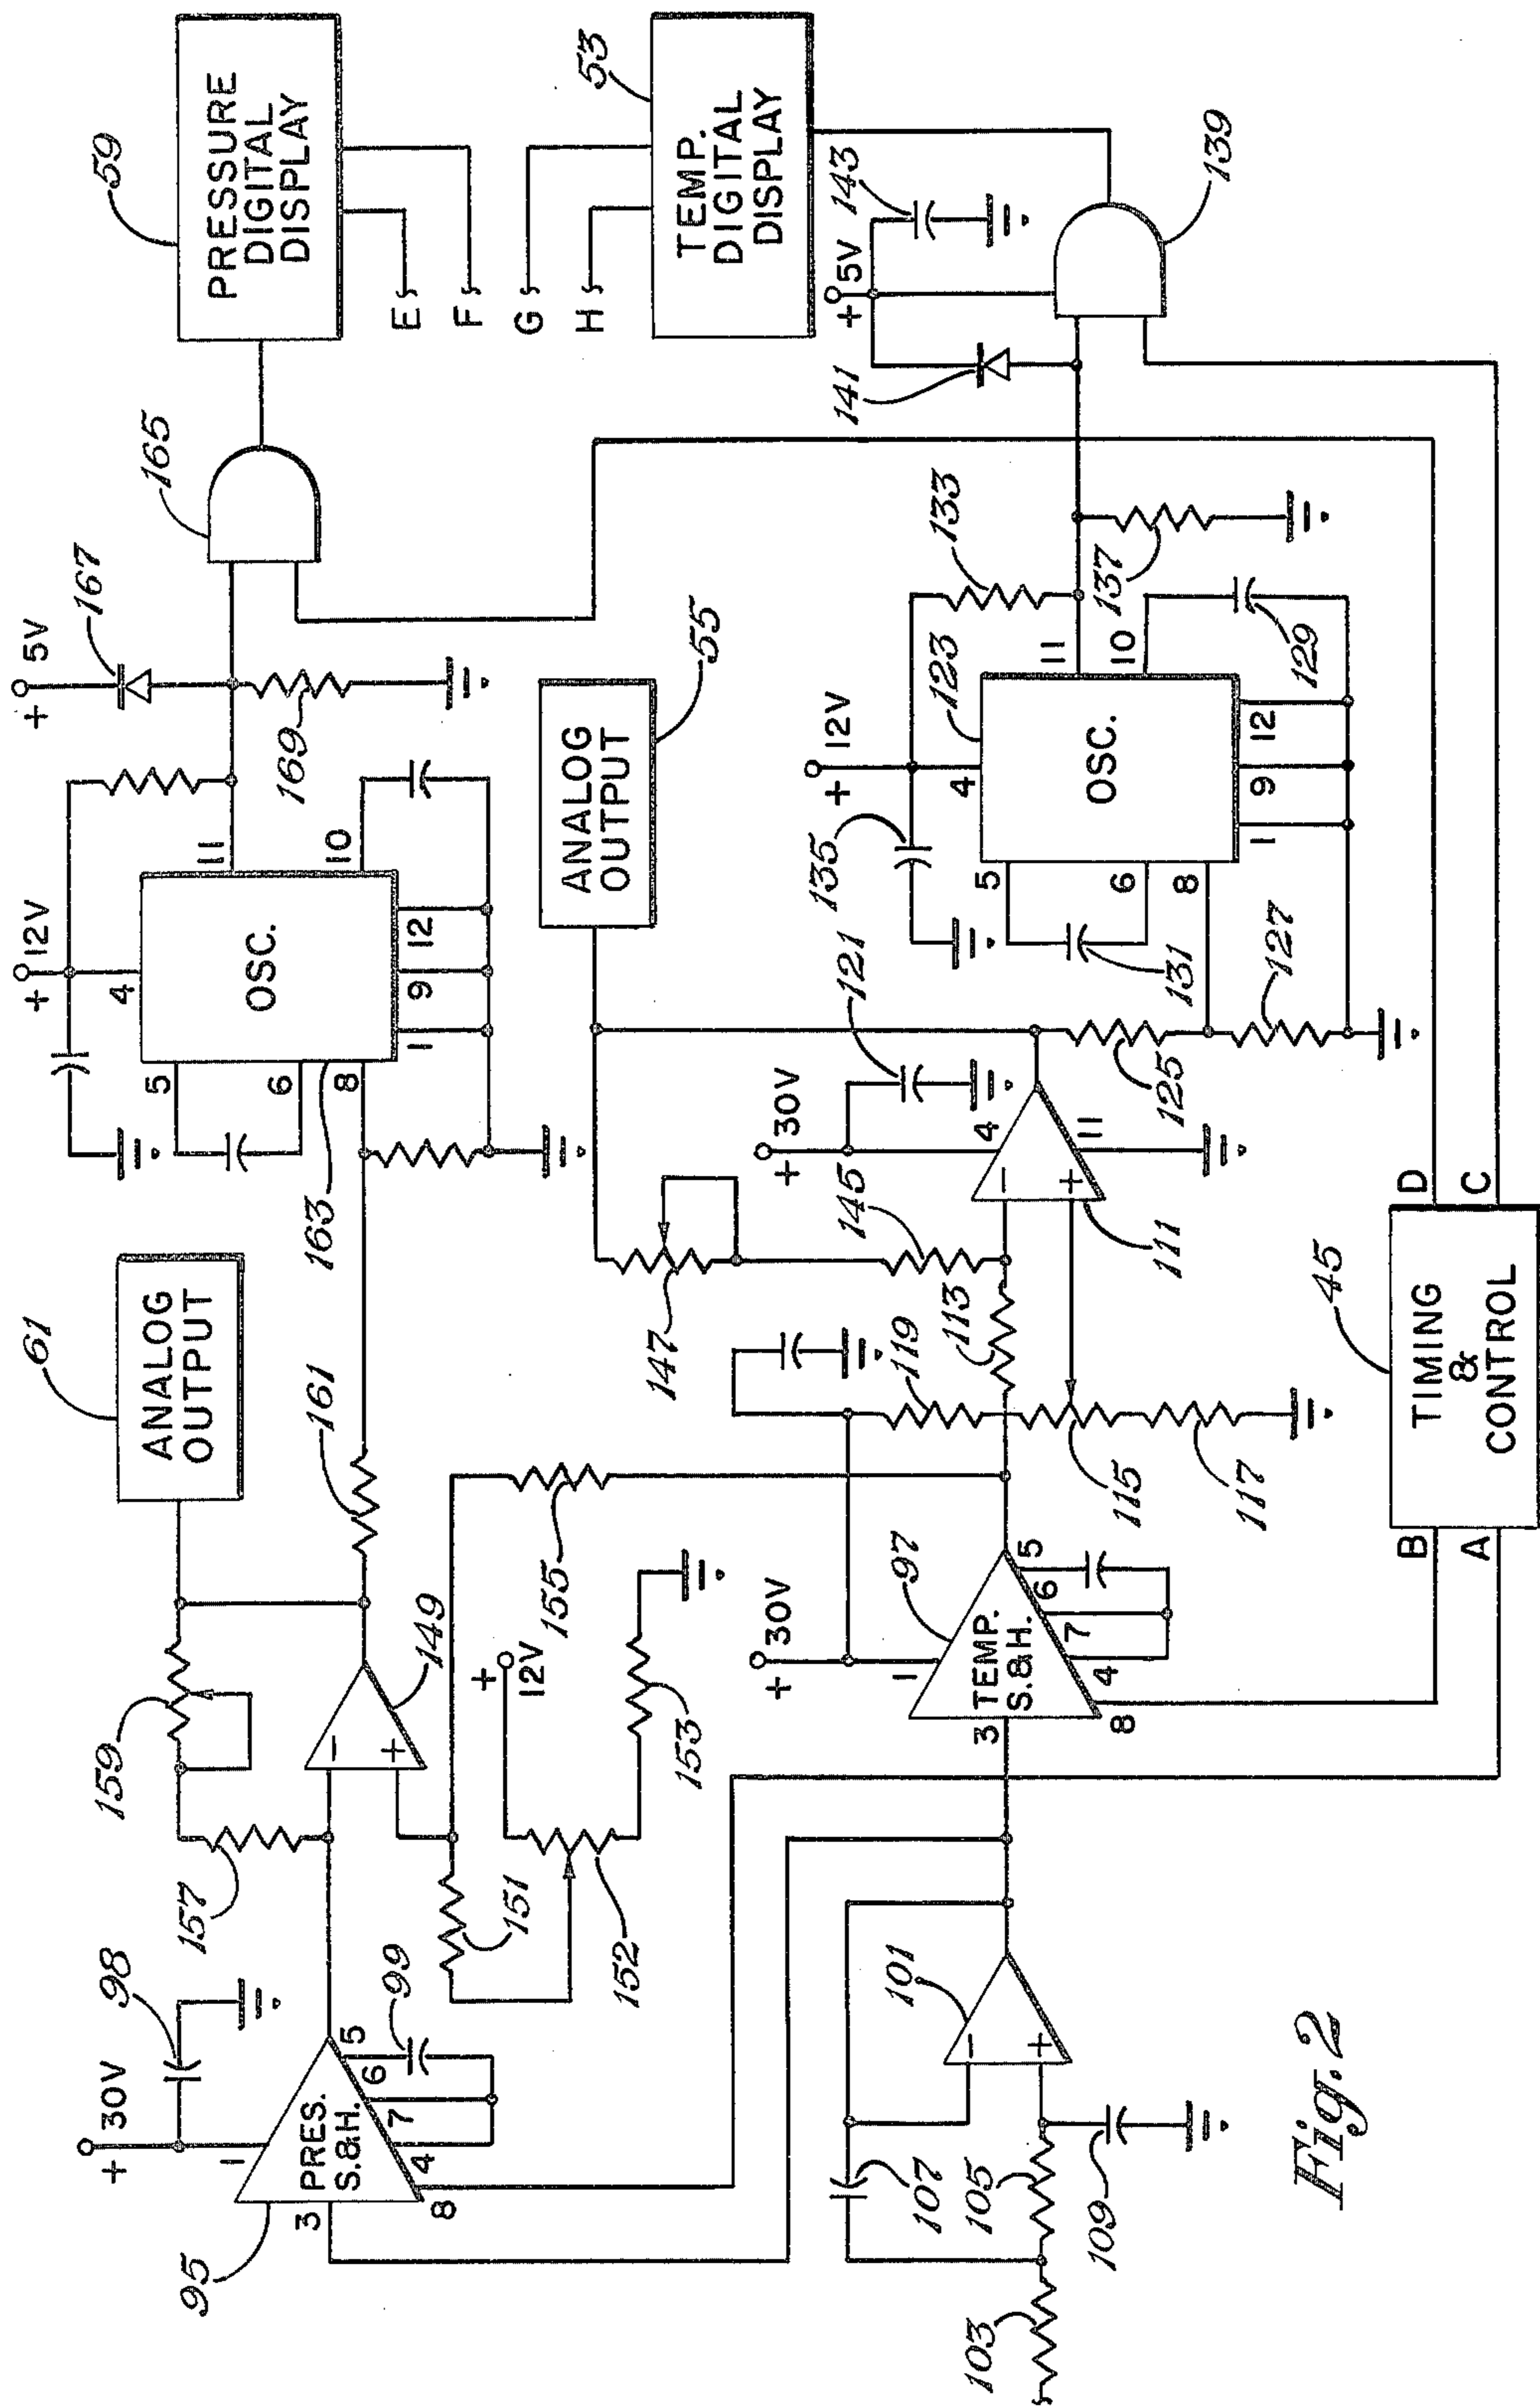 59
PRESSURE
DIGITAL
DISPLAY
E
F
G
H
53
TEMP.
DIGITAL
DISPLAY
165
+
5V
167
169
+
12V
4
5
6
8
OSC.
11
10
1
9
12
163
61
ANALOG
OUTPUT
161
159
157
149
−
+
98
+
30V
1
PRES.
S.&H.
3
5
6
7
4
8
95
99
151
152
153
+
12V
155
55
ANALOG
OUTPUT
+
5V
143
141
139
133
137
+
12V
135
123
4
5
6
8
OSC.
11
10
1
9
12
129
131
127
125
121
+
30V
4
11
−
+
111
145
147
113
119
115
117
+
30V
97
1
TEMP.
S.&H.
3
5
6
7
4
8
101
−
+
107
105
103
109
45
TIMING
&
CONTROL
A
B
C
D
Fig. 2